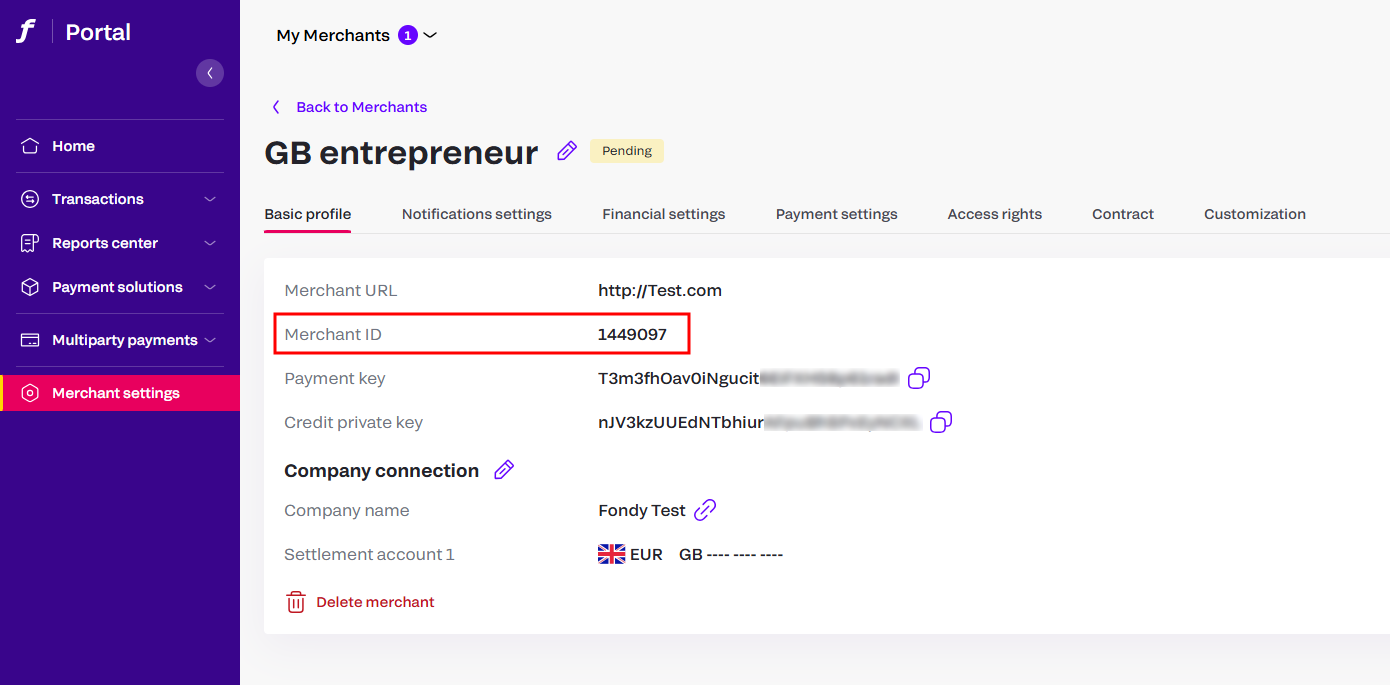 f Portal
My Merchants 1
Back to Merchants
GB entrepreneur Pending
Home
Transactions
Reports center
Payment solutions
Multiparty payments
Merchant settings
Basic profile Notifications settings Financial settings Payment settings Access rights Contract Customization
Merchant URL http://Test.com
Merchant ID 1449097
Payment key T3m3fhOav0iNgucit
Credit private key nJV3kzUUEdNTbhiur
Company connection
Company name Fondy Test
Settlement account 1 EUR GB ---- ---- ----
Delete merchant